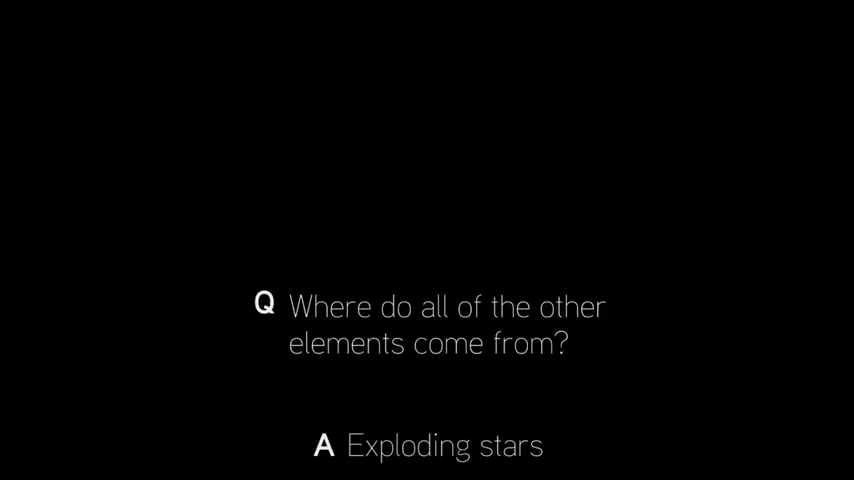 Q Where do all of the other
elements come from?
A Exploding stars